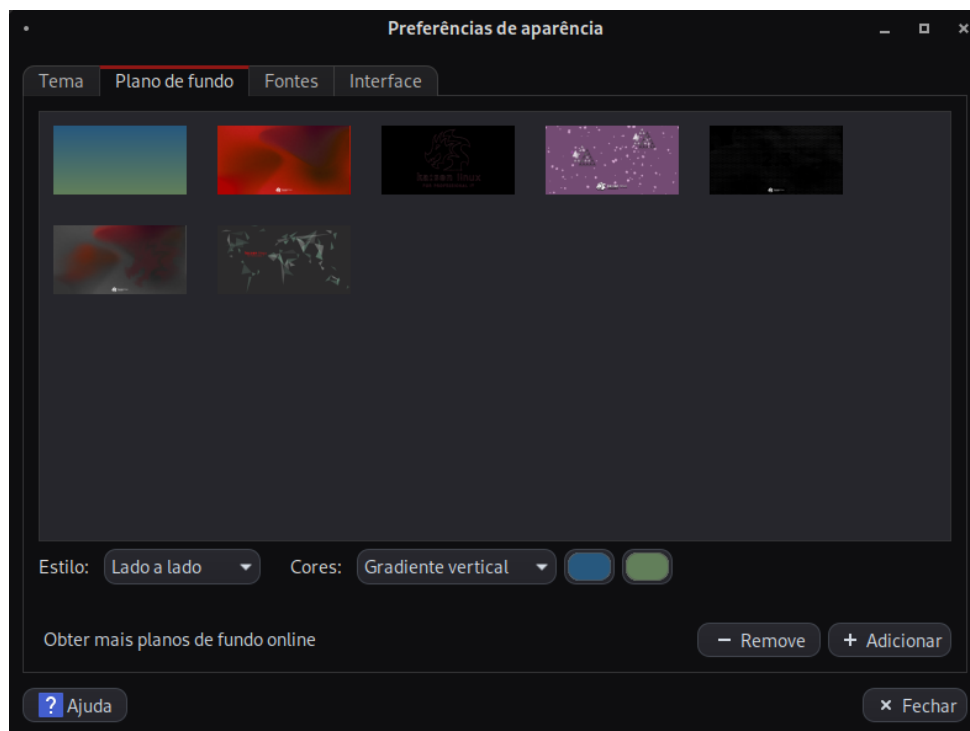 Preferências de aparência
Tema Plano de fundo Fontes Interface
Estilo: Lado a lado Cores: Gradiente vertical
Obter mais planos de fundo online
Remove Adicionar
? Ajuda
Fechar